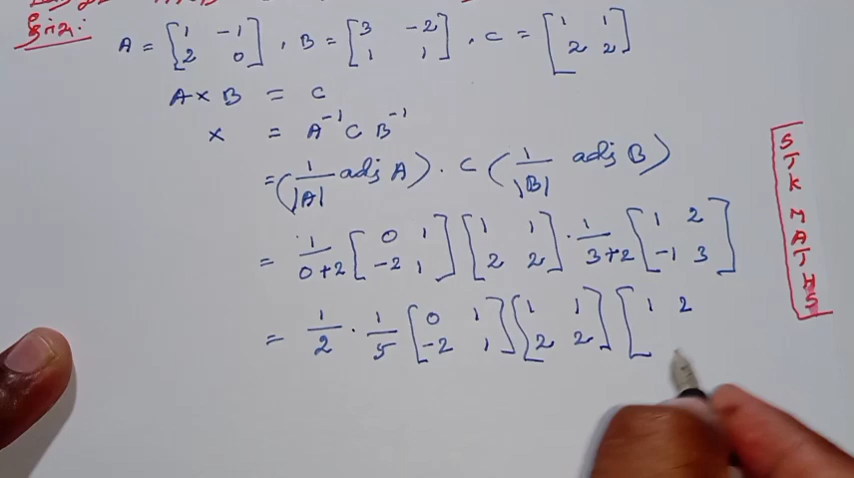 Given:
A = [1 -1 2 0], B = [3 -2 1 1], C = [1 1 2 2]
A X B = C
X = A⁻¹ C B⁻¹
= (1/|A| adj A) . C (1/|B| adj B)
= 1/0+2 [0 1 -2 1] [1 1 2 2] . 1/3+2 [1 2 -1 3]
= 1/2 . 1/5 [0 1 -2 1] [1 1 2 2] [1 2
STK MATHS